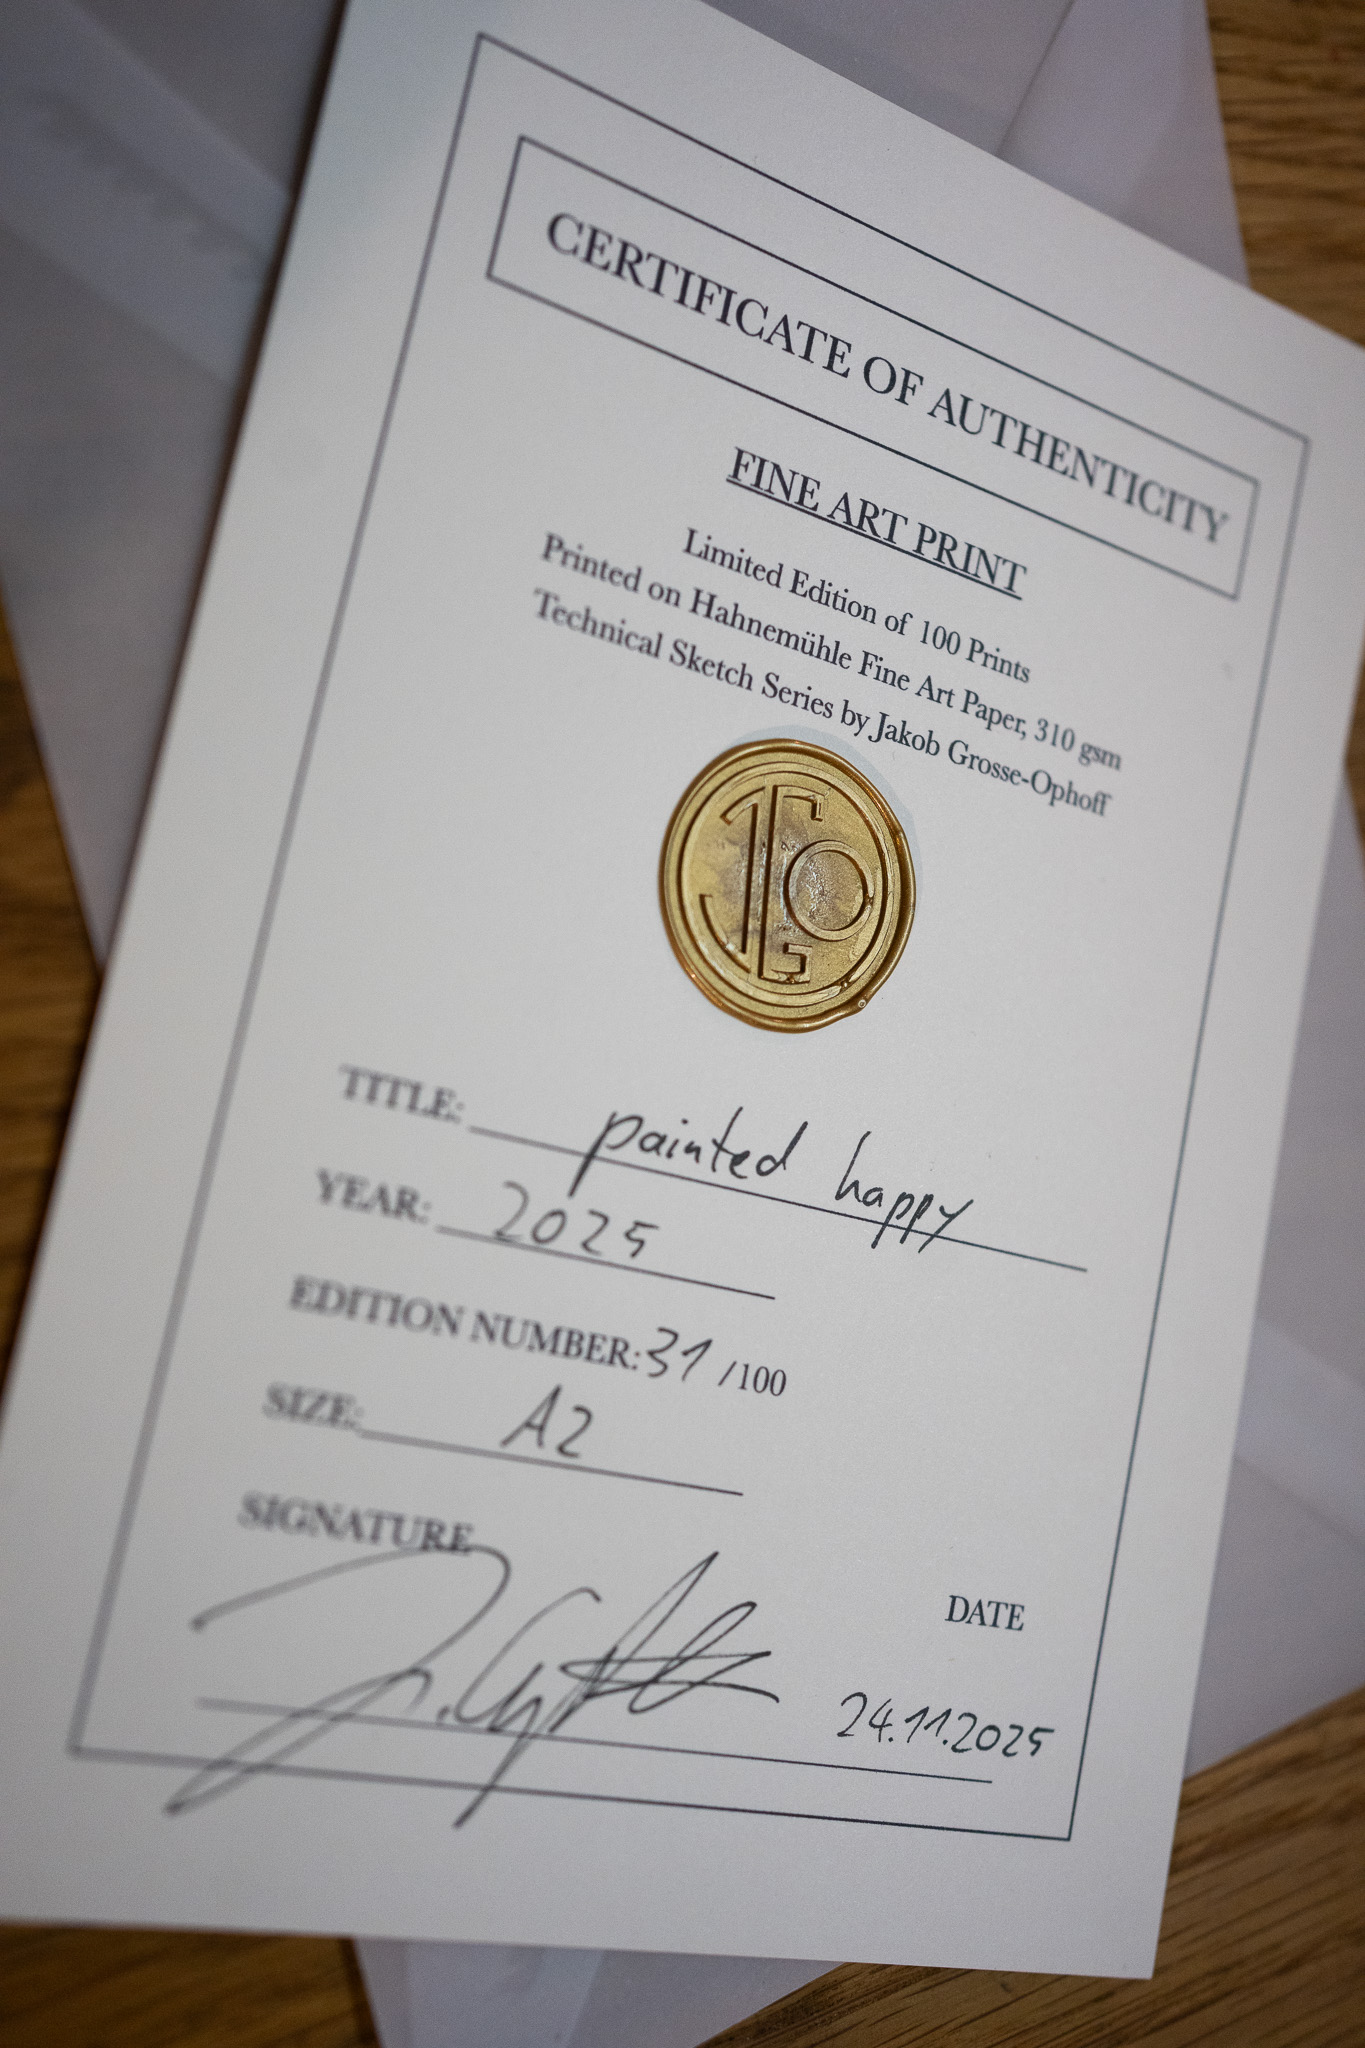 CERTIFICATE OF AUTHENTICITY
FINE ART PRINT
Limited Edition of 100 Prints
Printed on Hahnemühle Fine Art Paper, 310 gsm
Technical Sketch Series by Jakob Grosse-Ophoff
JGO
TITLE: painted happy
YEAR: 2025
EDITION NUMBER: 31 /100
SIZE: A2
SIGNATURE
DATE
24.11.2025